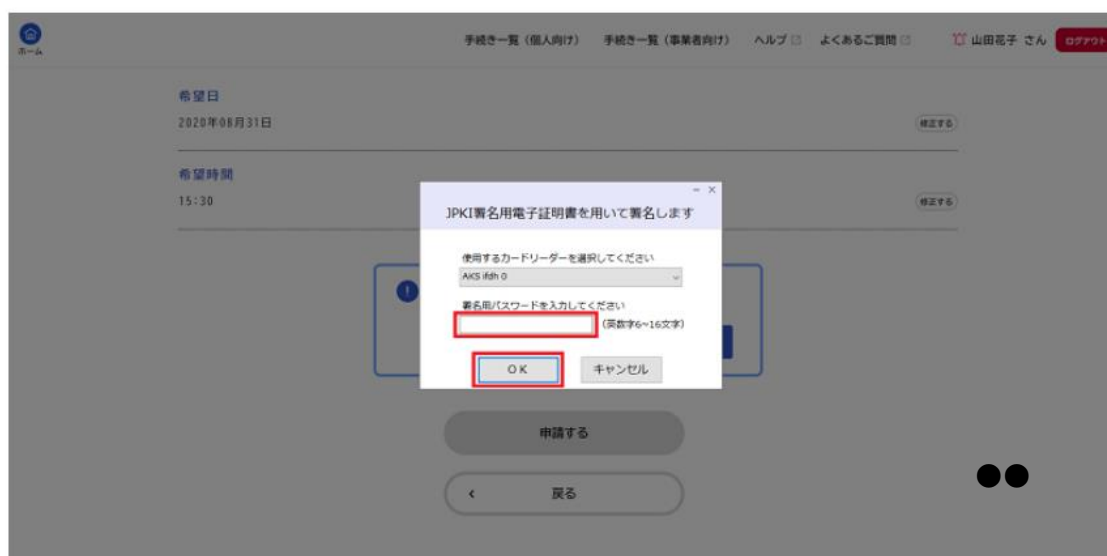 ホーム
手続き一覧（個人向け）　手続き一覧（事業者向け）　ヘルプ　よくあるご質問　山田花子 さん　ログアウト
希望日
2020年08月31日
修正する
希望時間
15:30
修正する
JPKI署名用電子証明書を用いて署名します
使用するカードリーダーを選択してください
AKS ifdh 0
署名用パスワードを入力してください
（英数字6~16文字）
OK　キャンセル
申請する
戻る